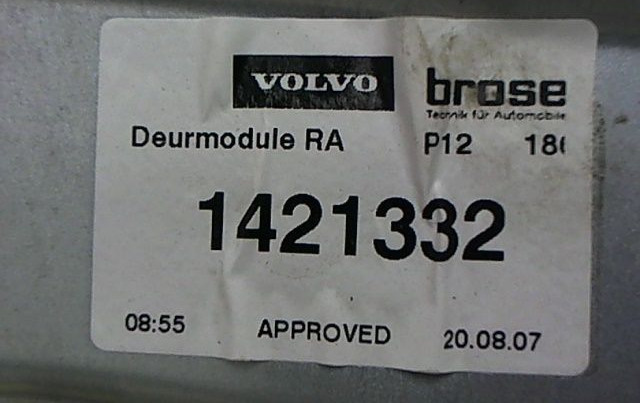 VOLVO brose
Technik für Automobile
Deurmodule RA P12
1421332
08:55 APPROVED 20.08.07